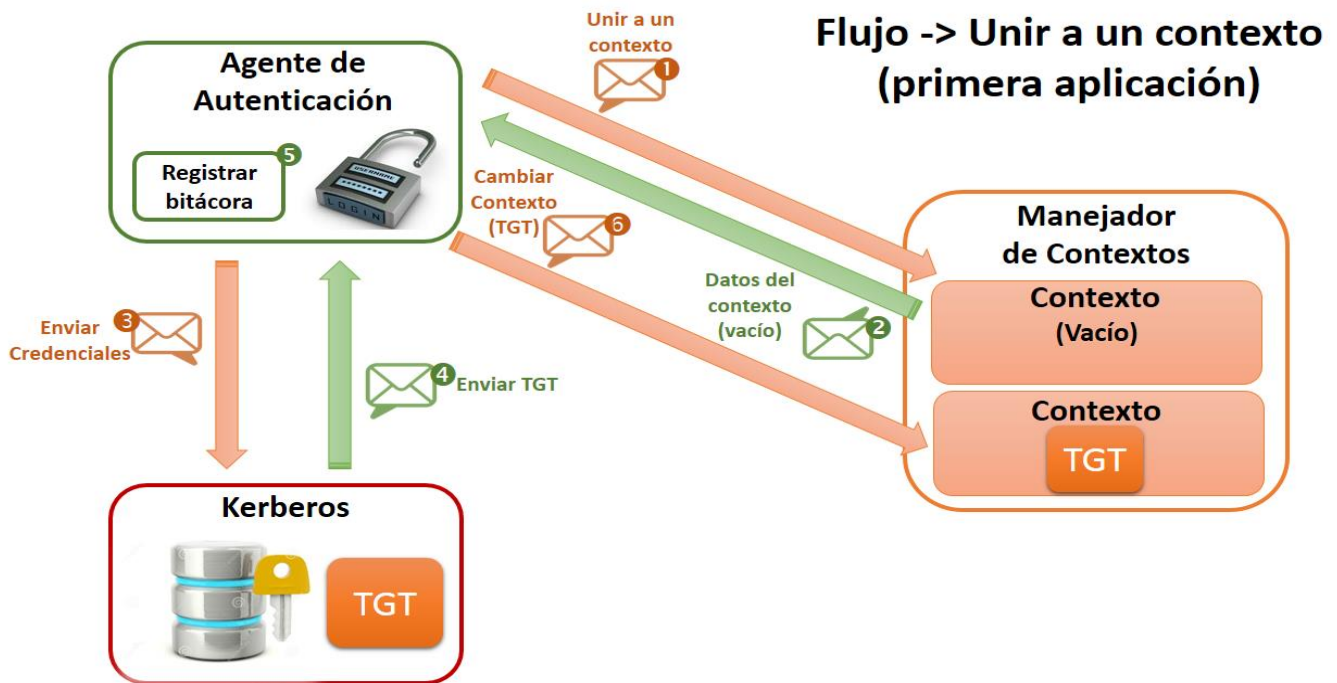 Flujo -> Unir a un contexto
(primera aplicación)
Agente de
Autenticación
Registrar
bitácora
5
USERNAME
********
LOGIN
Unir a un
contexto
1
Cambiar
Contexto
(TGT)
6
Datos del
contexto
(vacío)
2
Manejador
de Contextos
Contexto
(Vacío)
Contexto
TGT
Enviar
Credenciales
3
4
Enviar TGT
Kerberos
TGT